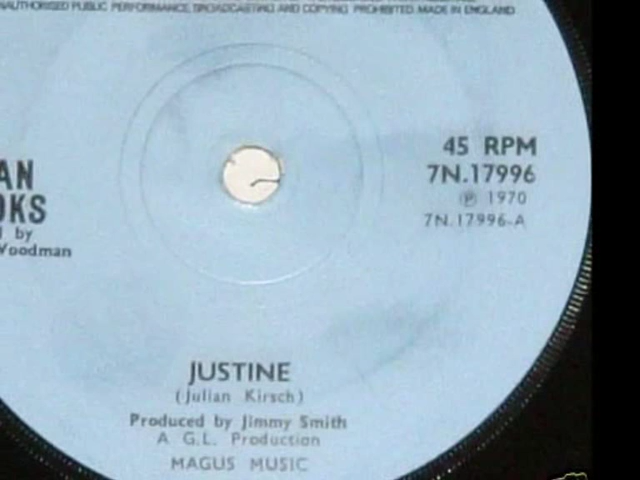 UNAUTHORISED PUBLIC PERFORMANCE BROADCASTING AND COPYING PROHIBITED. MADE IN ENGLAND
45 RPM
7N.17996
Ⓟ 1970
7N.17996-A
AN
OKS
by
Woodman
JUSTINE
(Julian Kirsch)
Produced by Jimmy Smith
A G.L. Production
MAGUS MUSIC